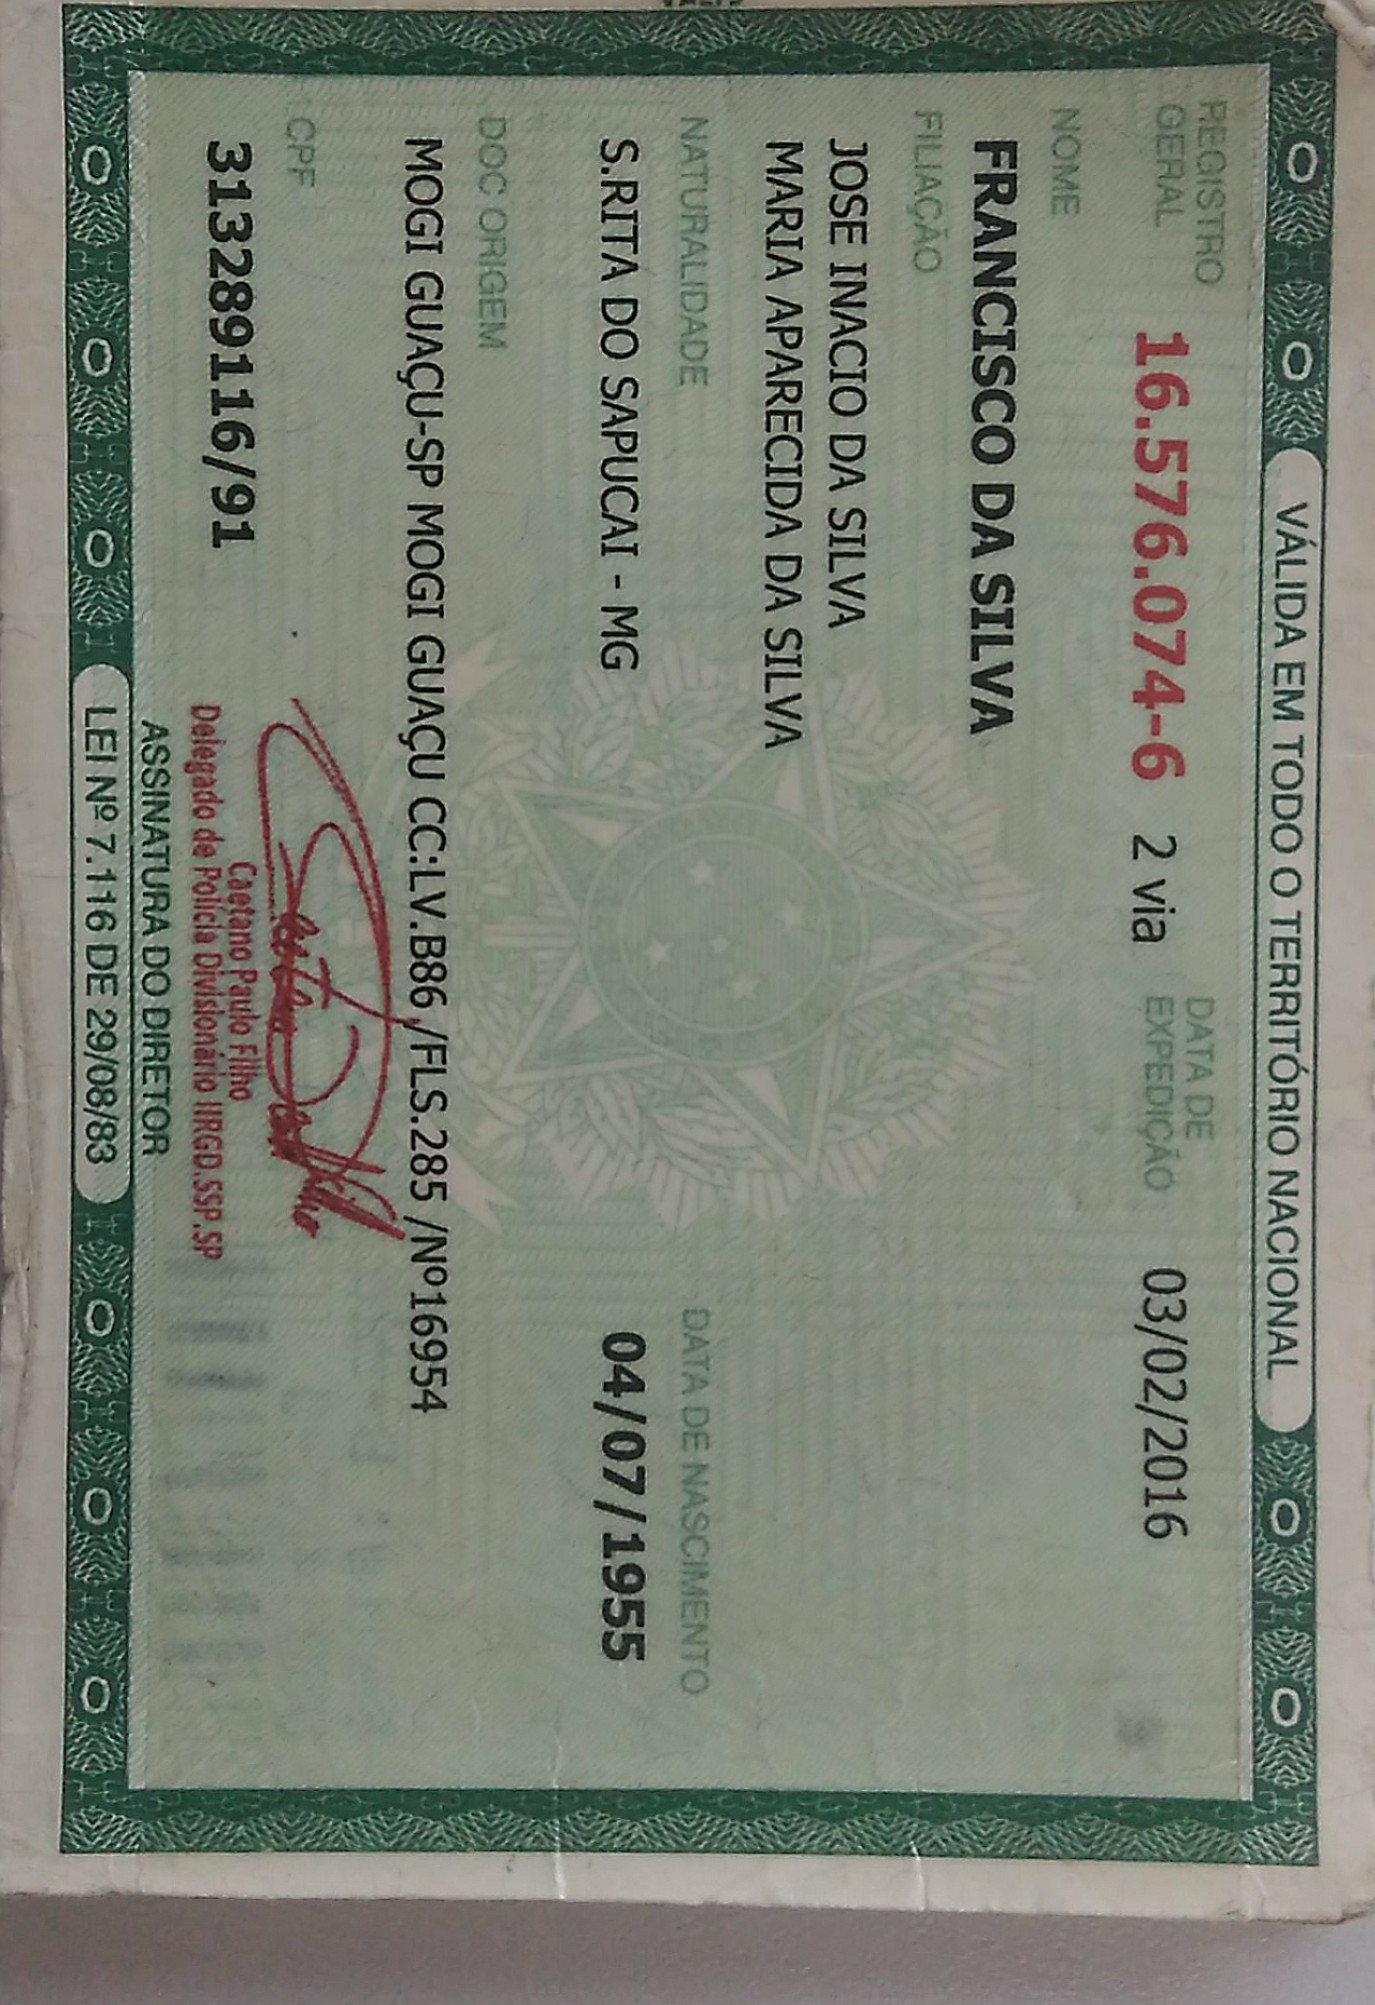 VÁLIDA EM TODO O TERRITÓRIO NACIONAL
REGISTRO GERAL 16.576.074-6 2 via DATA DE EXPEDIÇÃO 03/02/2016
NOME
FRANCISCO DA SILVA
FILIAÇÃO
JOSE INACIO DA SILVA
MARIA APARECIDA DA SILVA
NATURALIDADE DATA DE NASCIMENTO
S.RITA DO SAPUCAI - MG 04/07/1955
DOC ORIGEM
MOGI GUAÇU-SP MOGI GUAÇU CC:LV.B86 /FLS.285 /Nº16954
CPF
313289116/91
Caetano Paulo Filho
Delegado de Polícia Divisionário IIRGD.SSP.SP
ASSINATURA DO DIRETOR
LEI Nº 7.116 DE 29/08/83